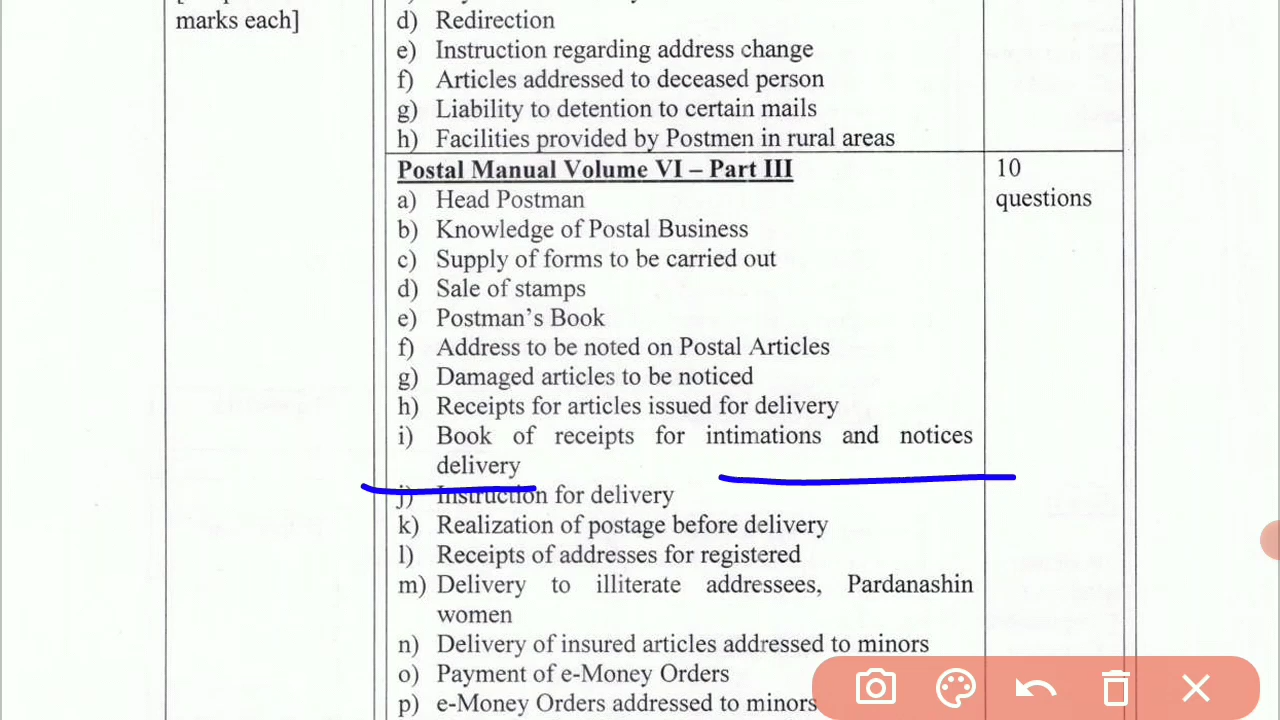 marks each]
d) Redirection
e) Instruction regarding address change
f) Articles addressed to deceased person
g) Liability to detention to certain mails
h) Facilities provided by Postmen in rural areas
Postal Manual Volume VI – Part III
10
questions
a) Head Postman
b) Knowledge of Postal Business
c) Supply of forms to be carried out
d) Sale of stamps
e) Postman's Book
f) Address to be noted on Postal Articles
g) Damaged articles to be noticed
h) Receipts for articles issued for delivery
i) Book of receipts for intimations and notices
delivery
j) Instruction for delivery
k) Realization of postage before delivery
l) Receipts of addresses for registered
m) Delivery to illiterate addressees, Pardanashin
women
n) Delivery of insured articles addressed to minors
o) Payment of e-Money Orders
p) e-Money Orders addressed to minors